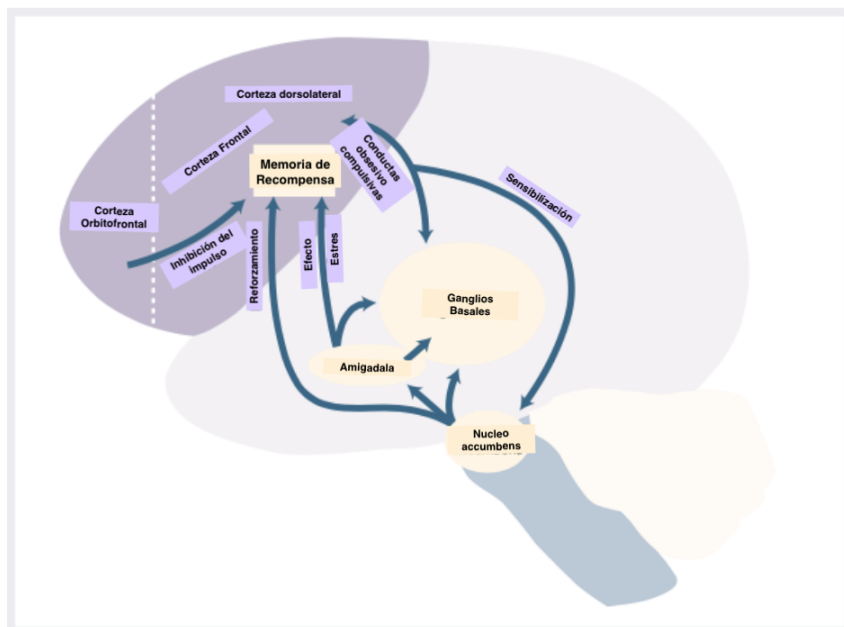 Corteza dorsolateral
Corteza Frontal
Memoria de
Recompensa
Conductas
obsesivo
compulsivas
Sensibilización
Corteza
Orbitofrontal
Inhibición del
impulso
Reforzamiento
Efecto
Estres
Ganglios
Basales
Amigadala
Nucleo
accumbens